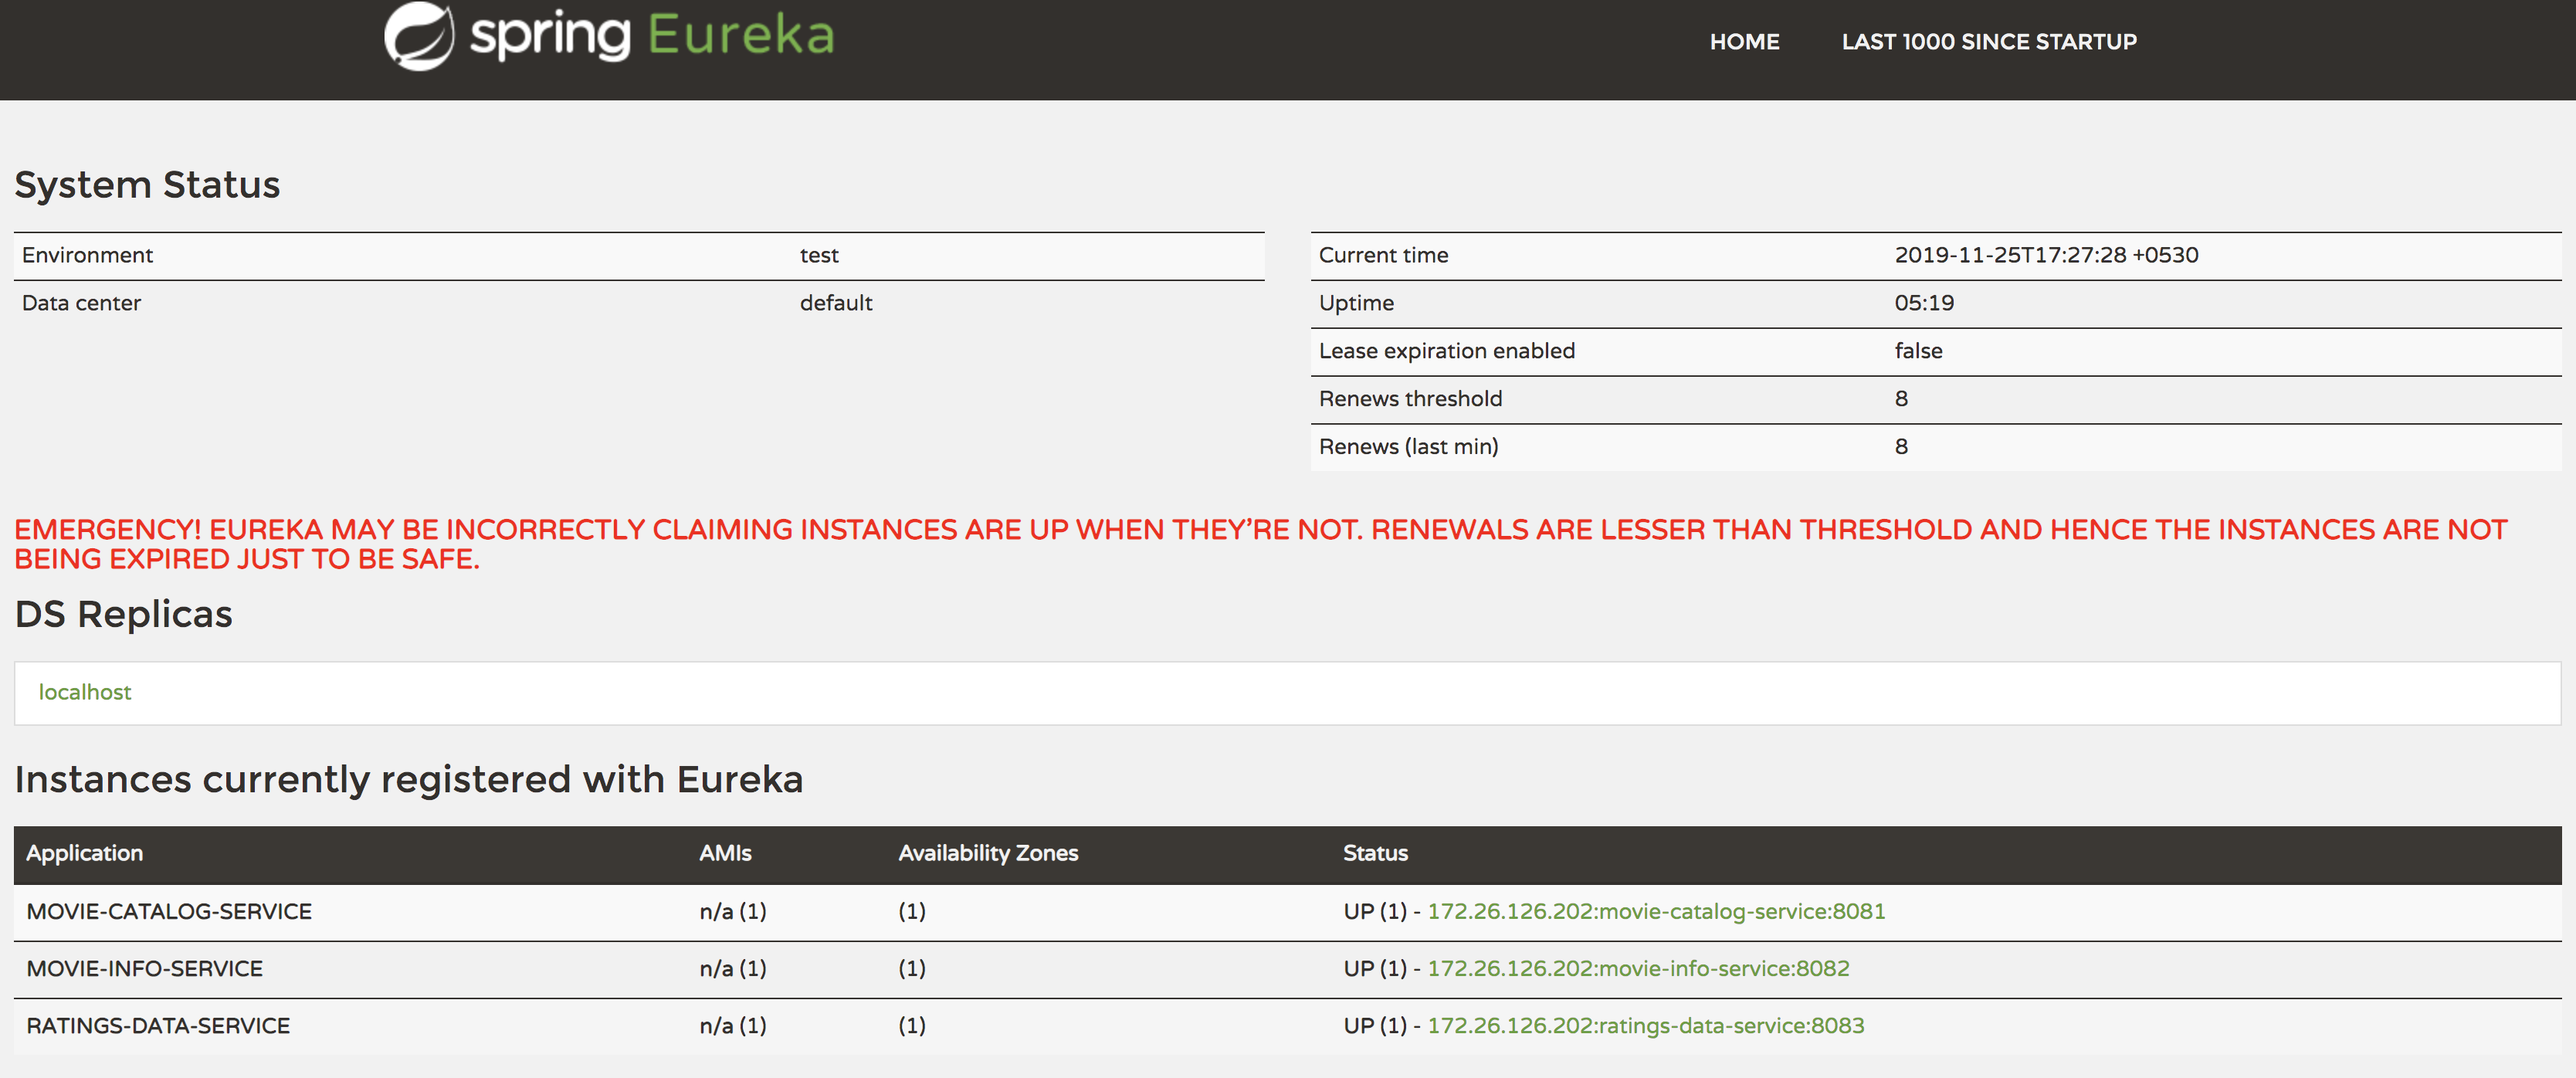 spring Eureka
HOME LAST 1000 SINCE STARTUP
System Status
Environment test
Data center default
Current time 2019-11-25T17:27:28 +0530
Uptime 05:19
Lease expiration enabled false
Renews threshold 8
Renews (last min) 8
EMERGENCY! EUREKA MAY BE INCORRECTLY CLAIMING INSTANCES ARE UP WHEN THEY’RE NOT. RENEWALS ARE LESSER THAN THRESHOLD AND HENCE THE INSTANCES ARE NOT
BEING EXPIRED JUST TO BE SAFE.
DS Replicas
localhost
Instances currently registered with Eureka
Application AMIs Availability Zones Status
MOVIE-CATALOG-SERVICE n/a (1) (1) UP (1) - 172.26.126.202:movie-catalog-service:8081
MOVIE-INFO-SERVICE n/a (1) (1) UP (1) - 172.26.126.202:movie-info-service:8082
RATINGS-DATA-SERVICE n/a (1) (1) UP (1) - 172.26.126.202:ratings-data-service:8083